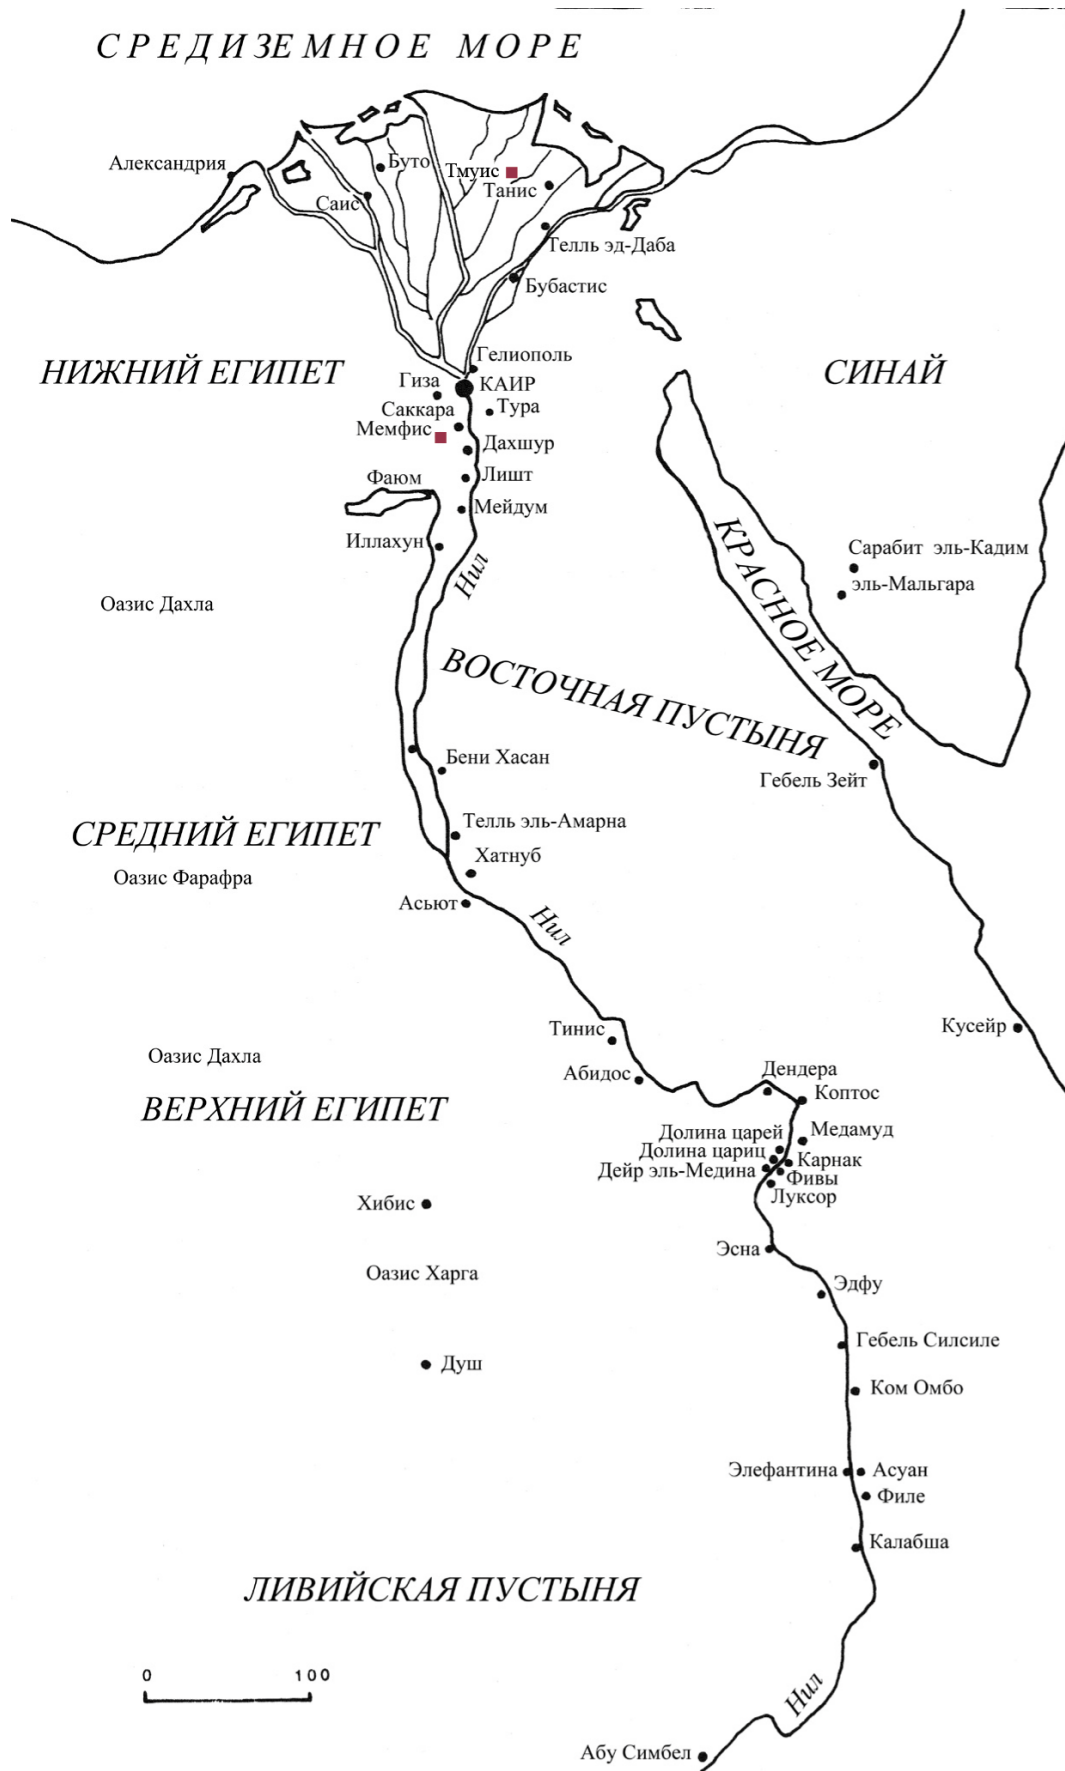 СРЕДИЗЕМНОЕ МОРЕ
Александрия
Буто
Тмуис
Танис
Саис
Телль эд-Даба
Бубастис
Гелиополь
НИЖНИЙ ЕГИПЕТ
СИНАЙ
Гиза
КАИР
Саккара
Тура
Мемфис
Дахшур
Фаюм
Лишт
Мейдум
Иллахун
Нил
КРАСНОЕ МОРЕ
Сарабит эль-Кадим
эль-Мальгара
Оазис Дахла
ВОСТОЧНАЯ ПУСТЫНЯ
Бени Хасан
Гебель Зейт
Телль эль-Амарна
СРЕДНИЙ ЕГИПЕТ
Хатнуб
Оазис Фарафра
Асьют
Нил
Тинис
Кусейр
Оазис Дахла
Абидос
Дендера
Коптос
ВЕРХНИЙ ЕГИПЕТ
Долина царей
Медамуд
Долина цариц
Карнак
Дейр эль-Медина
Фивы
Луксор
Хибис
Эсна
Оазис Харга
Эдфу
Гебель Силсиле
Душ
Ком Омбо
Элефантина
Асуан
Филе
Калабша
ЛИВИЙСКАЯ ПУСТЫНЯ
0 100
Нил
Абу Симбел